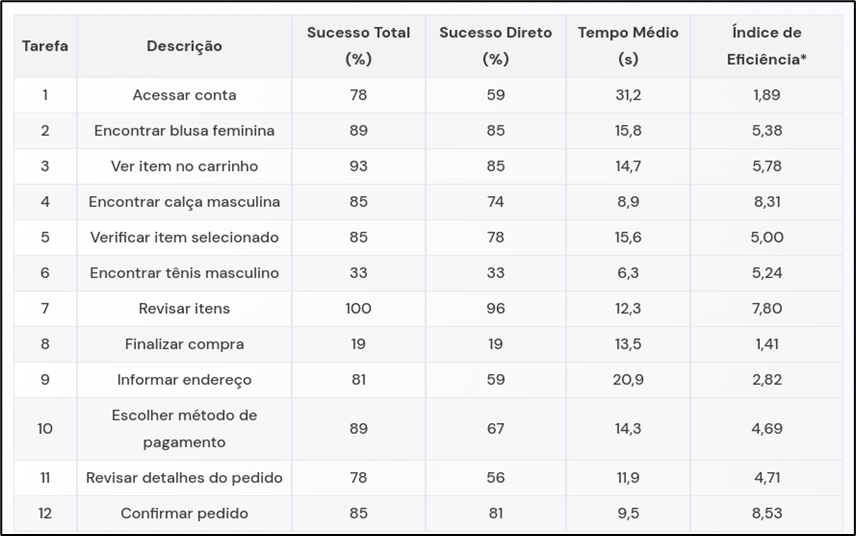 Tarefa Descrição Sucesso Total (%) Sucesso Direto (%) Tempo Médio (s) Índice de Eficiência*
1 Acessar conta 78 59 31,2 1,89
2 Encontrar blusa feminina 89 85 15,8 5,38
3 Ver item no carrinho 93 85 14,7 5,78
4 Encontrar calça masculina 85 74 8,9 8,31
5 Verificar item selecionado 85 78 15,6 5,00
6 Encontrar tênis masculino 33 33 6,3 5,24
7 Revisar itens 100 96 12,3 7,80
8 Finalizar compra 19 19 13,5 1,41
9 Informar endereço 81 59 20,9 2,82
10 Escolher método de pagamento 89 67 14,3 4,69
11 Revisar detalhes do pedido 78 56 11,9 4,71
12 Confirmar pedido 85 81 9,5 8,53